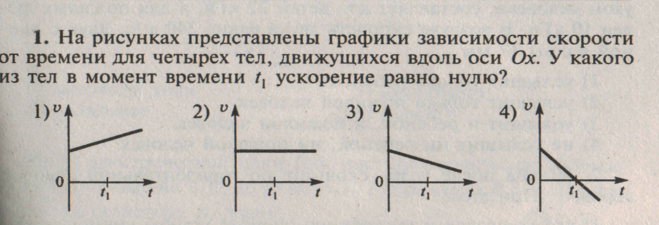 1. На рисунках представлены графики зависимости скорости
от времени для четырех тел, движущихся вдоль оси Ox. У какого
из тел в момент времени t₁ ускорение равно нулю?
1) υ 2) υ 3) υ 4) υ
0 t₁ t 0 t₁ t 0 t₁ t 0 t₁ t